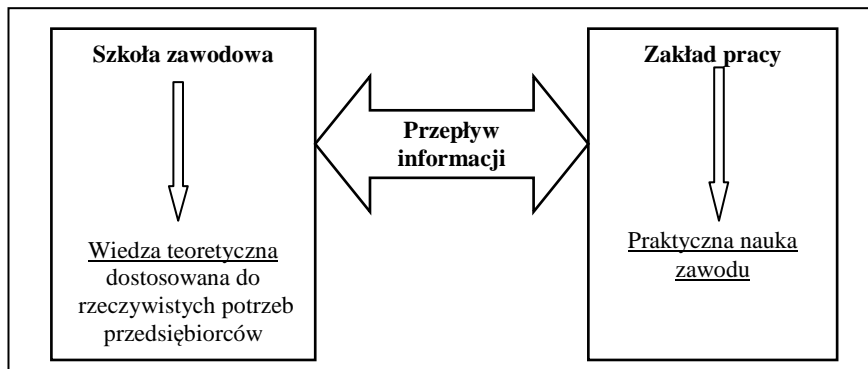 Szkoła zawodowa
Wiedza teoretyczna
dostosowana do
rzeczywistych potrzeb
przedsiębiorców
Przepływ
informacji
Zakład pracy
Praktyczna nauka
zawodu